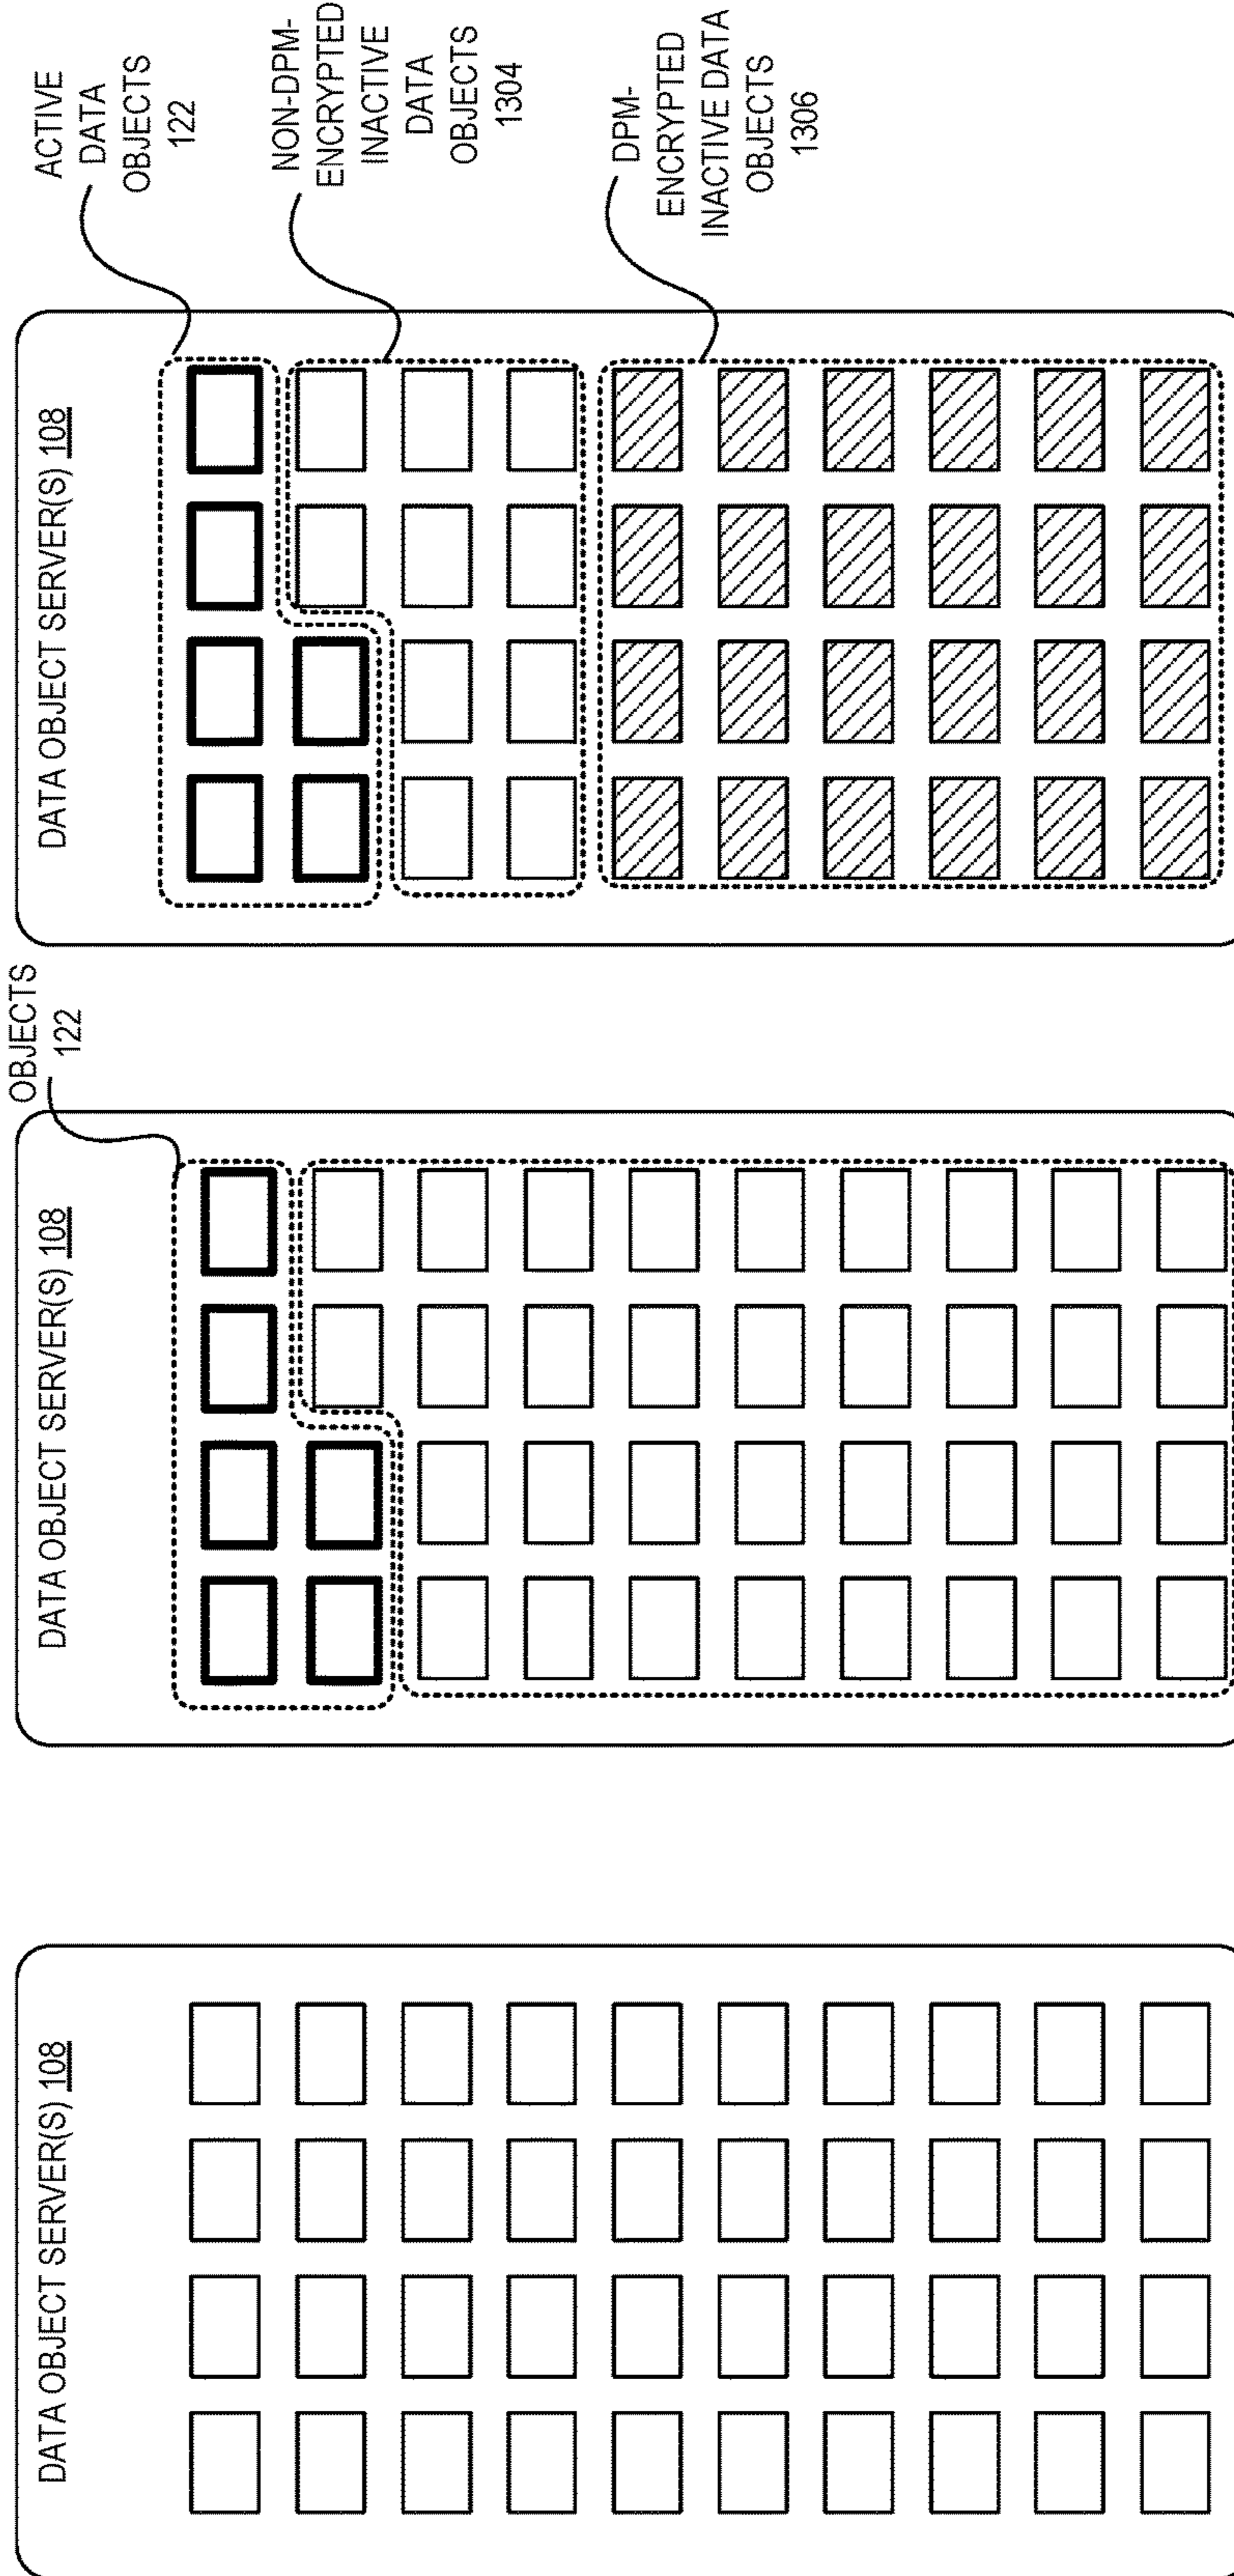 DATA OBJECT SERVER(S) 108
DATA OBJECT SERVER(S) 108
OBJECTS
122
DATA OBJECT SERVER(S) 108
ACTIVE
DATA
OBJECTS
122
NON-DPM-
ENCRYPTED
INACTIVE
DATA
OBJECTS
1304
DPM-
ENCRYPTED
INACTIVE DATA
OBJECTS
1306